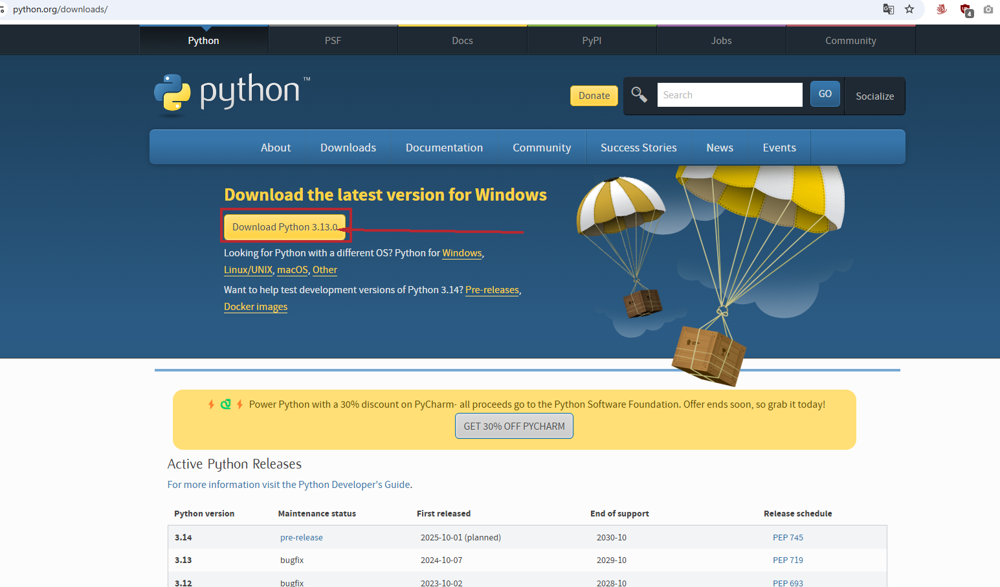 python.org/downloads/
4
Python PSF Docs PyPI Jobs Community
python™
Donate Search GO Socialize
About Downloads Documentation Community Success Stories News Events
Download the latest version for Windows
Download Python 3.13.0
Looking for Python with a different OS? Python for Windows,
Linux/UNIX, macOS, Other
Want to help test development versions of Python 3.14? Pre-releases,
Docker images
Power Python with a 30% discount on PyCharm- all proceeds go to the Python Software Foundation. Offer ends soon, so grab it today!
GET 30% OFF PYCHARM
Active Python Releases
For more information visit the Python Developer's Guide.
Python version Maintenance status First released End of support Release schedule
3.14 pre-release 2025-10-01 (planned) 2030-10 PEP 745
3.13 bugfix 2024-10-07 2029-10 PEP 719
3.12 bugfix 2023-10-02 2028-10 PEP 693